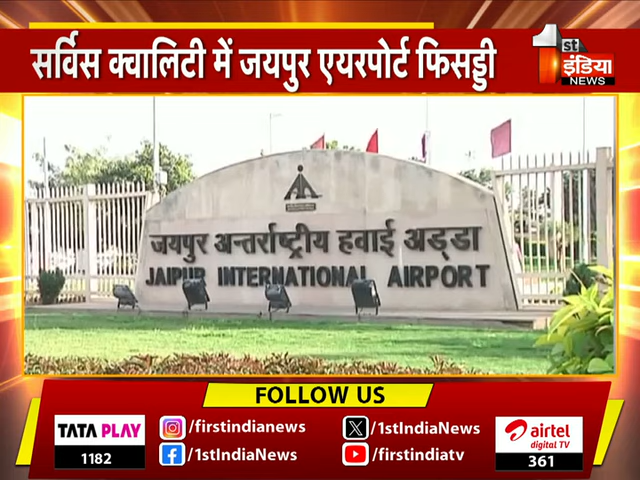 सर्विस क्वालिटी में जयपुर एयरपोर्ट फिसड्डी
1st
इंडिया
NEWS
जयपुर अन्तर्राष्ट्रीय हवाई अड्डा
JAIPUR INTERNATIONAL AIRPORT
FOLLOW US
TATA PLAY
1182
/firstindianews
/1stIndiaNews
/1stIndiaNews
/firstindiatv
airtel
digital TV
361